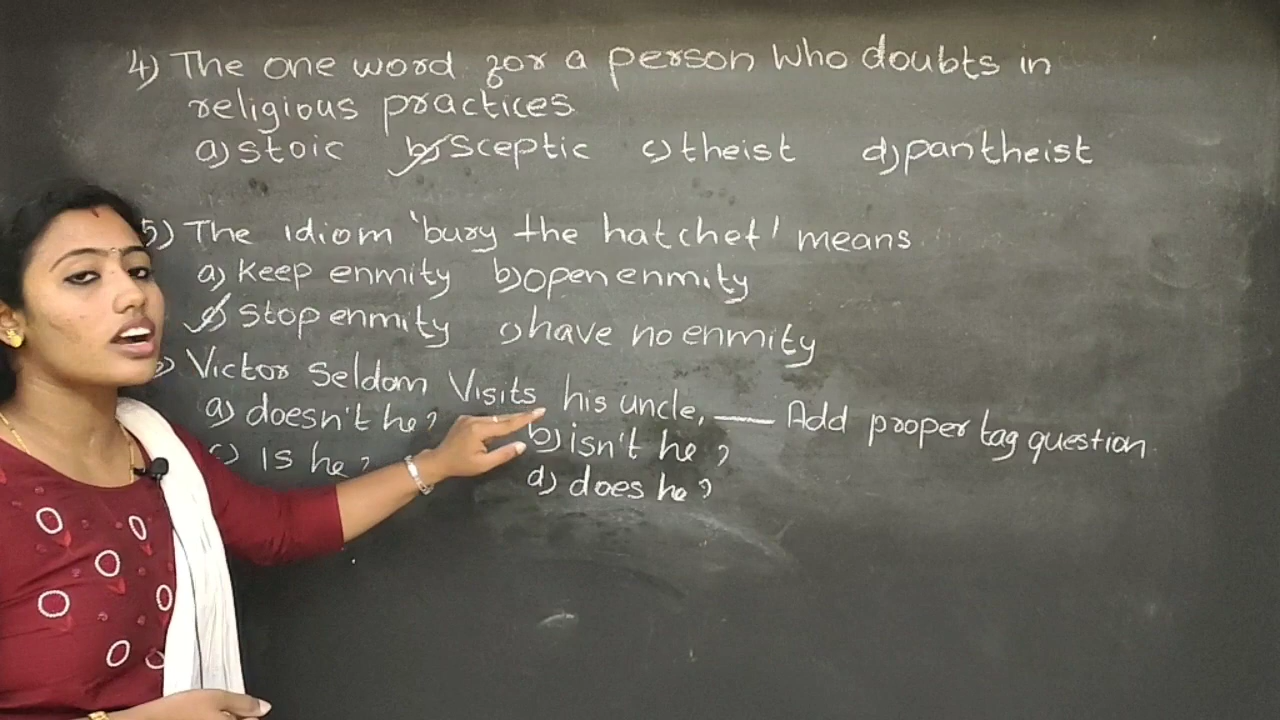 4) The one word for a person who doubts in
religious practices
a) stoic b) Sceptic c) theist d) pantheist
5) The idiom 'bury the hatchet' means
a) keep enmity b) open enmity
stop enmity c) have no enmity
Victor Seldom Visits his uncle, — Add proper tag question
a) doesn't he? b) isn't he?
c) is he? d) does he?